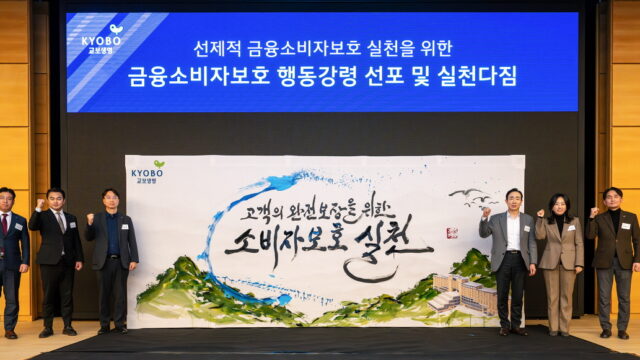 KYOBO
교보생명
선제적 금융소비자보호 실천을 위한
금융소비자보호 행동강령 선포 및 실천다짐
KYOBO
교보생명
고객의 완전보장을 위한
소비자보호 실천